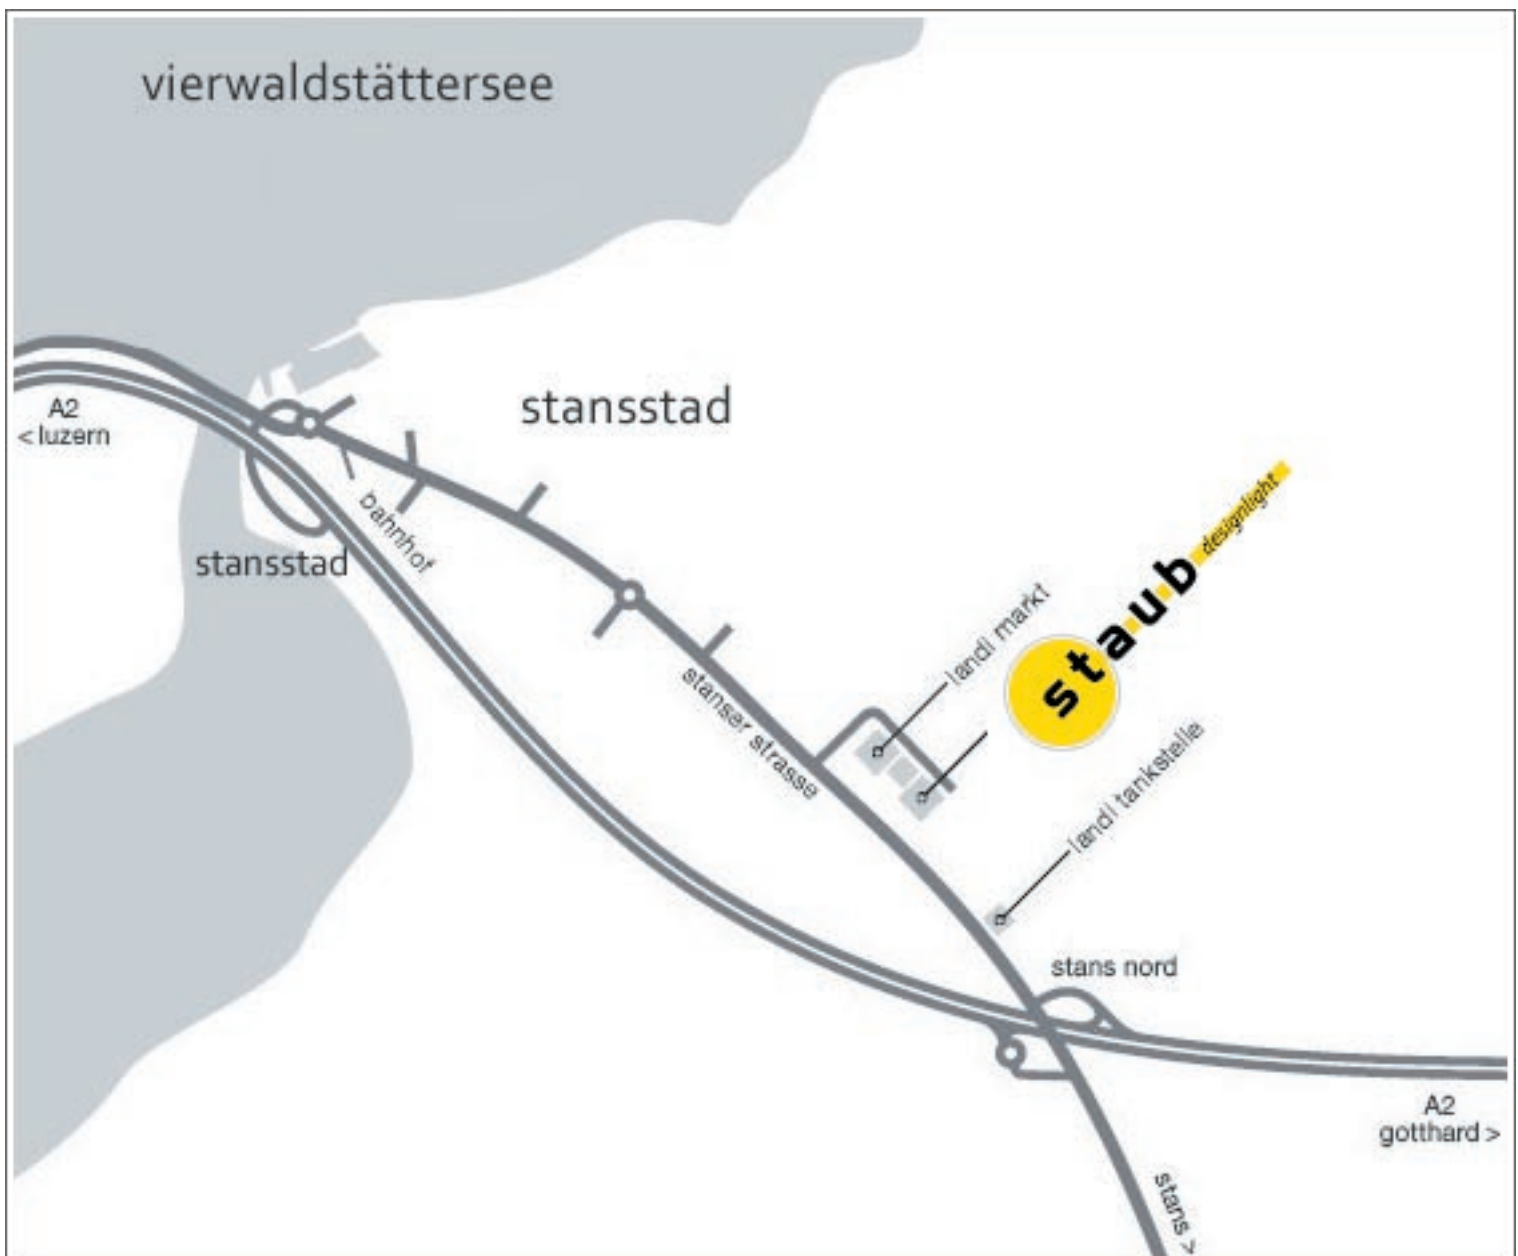 vierwaldstättersee
stansstad
A2
< luzern
bahnhof
stansstad
designlight
staub
landi markt
stanser strasse
landi tankstelle
stans nord
A2
gotthard >
stans >